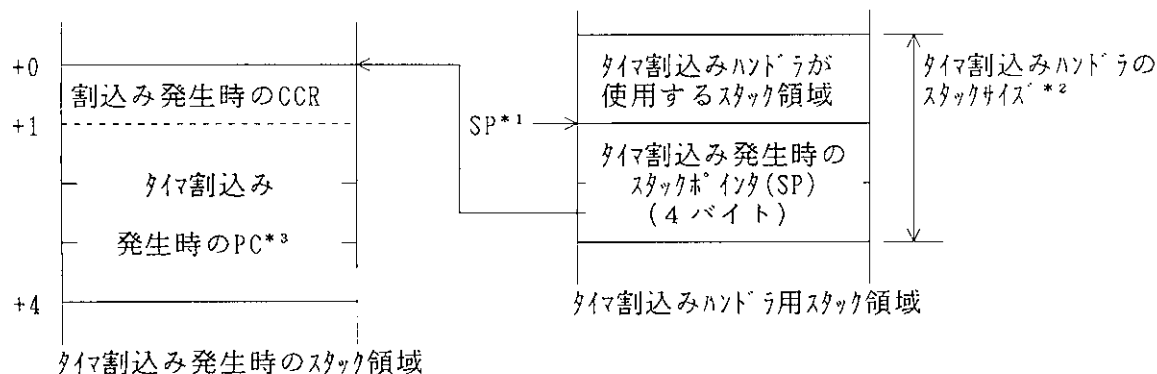 +0
割込み発生時のCCR
+1
タイマ割込み
発生時のPC*3
+4
タイマ割込み発生時のスタック領域
SP*1
タイマ割込みハンドラが
使用するスタック領域
タイマ割込み発生時の
スタックポインタ(SP)
(4バイト)
タイマ割込みハンドラ用スタック領域
タイマ割込みハンドラの
スタックサイズ*2